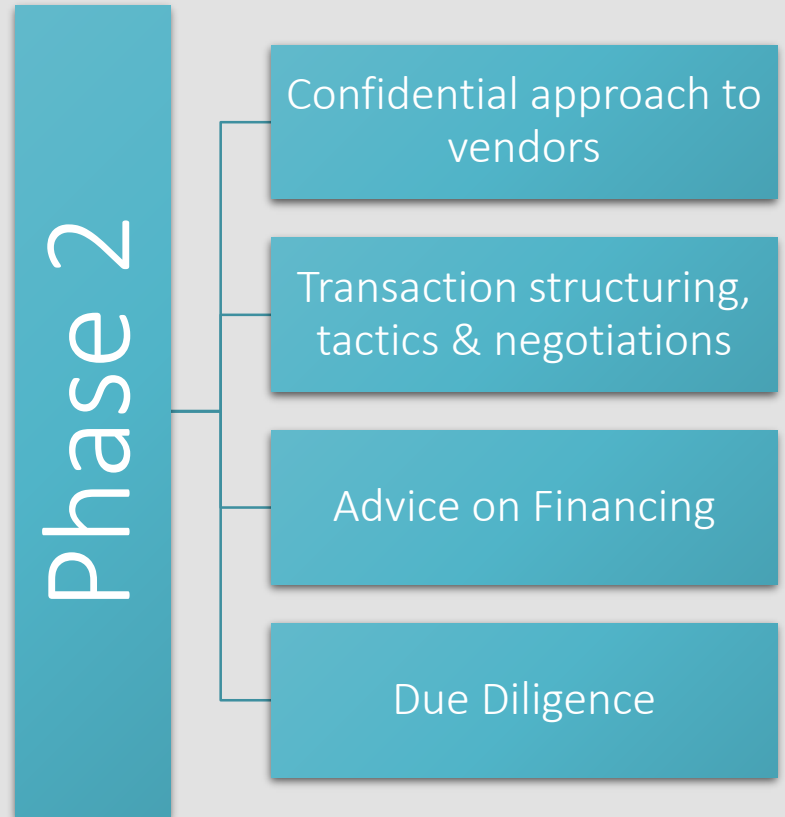 Phase 2
Confidential approach to
vendors
Transaction structuring,
tactics & negotiations
Advice on Financing
Due Diligence